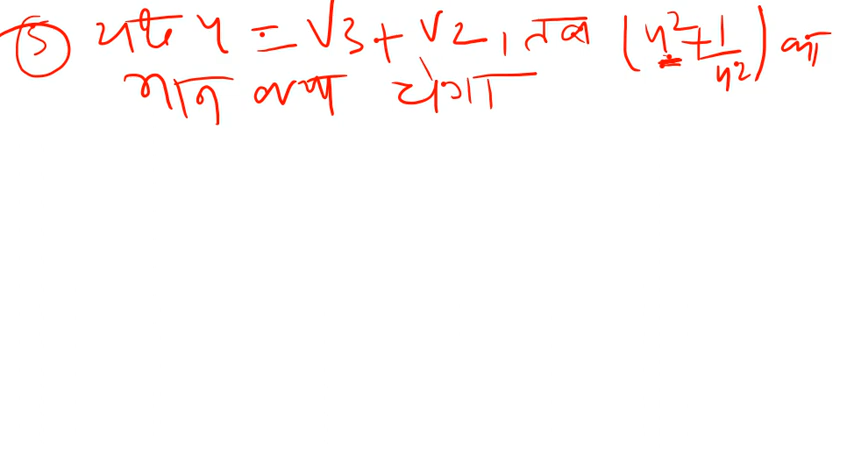 (5) यदि y = √3 + √2, तब (y² + 1/y²) का
मान क्या होगा